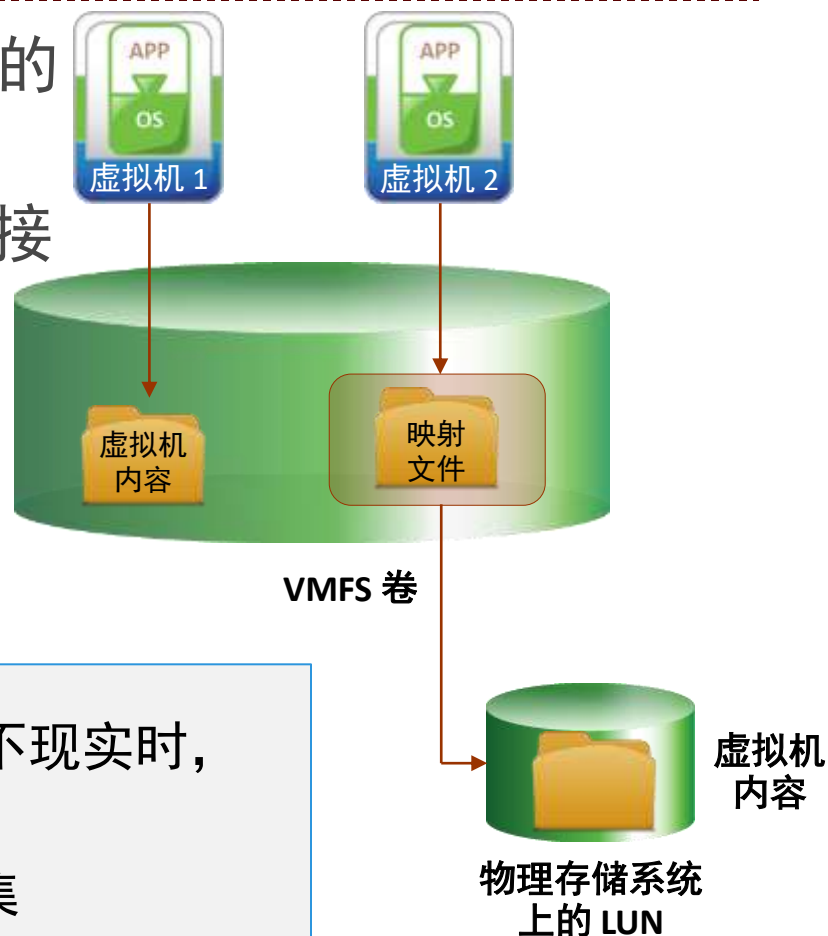 的
APP
OS
虚拟机 1
APP
OS
虚拟机 2
接
虚拟机
内容
映射
文件
VMFS 卷
不现实时，
集
虚拟机
内容
物理存储系统
上的 LUN